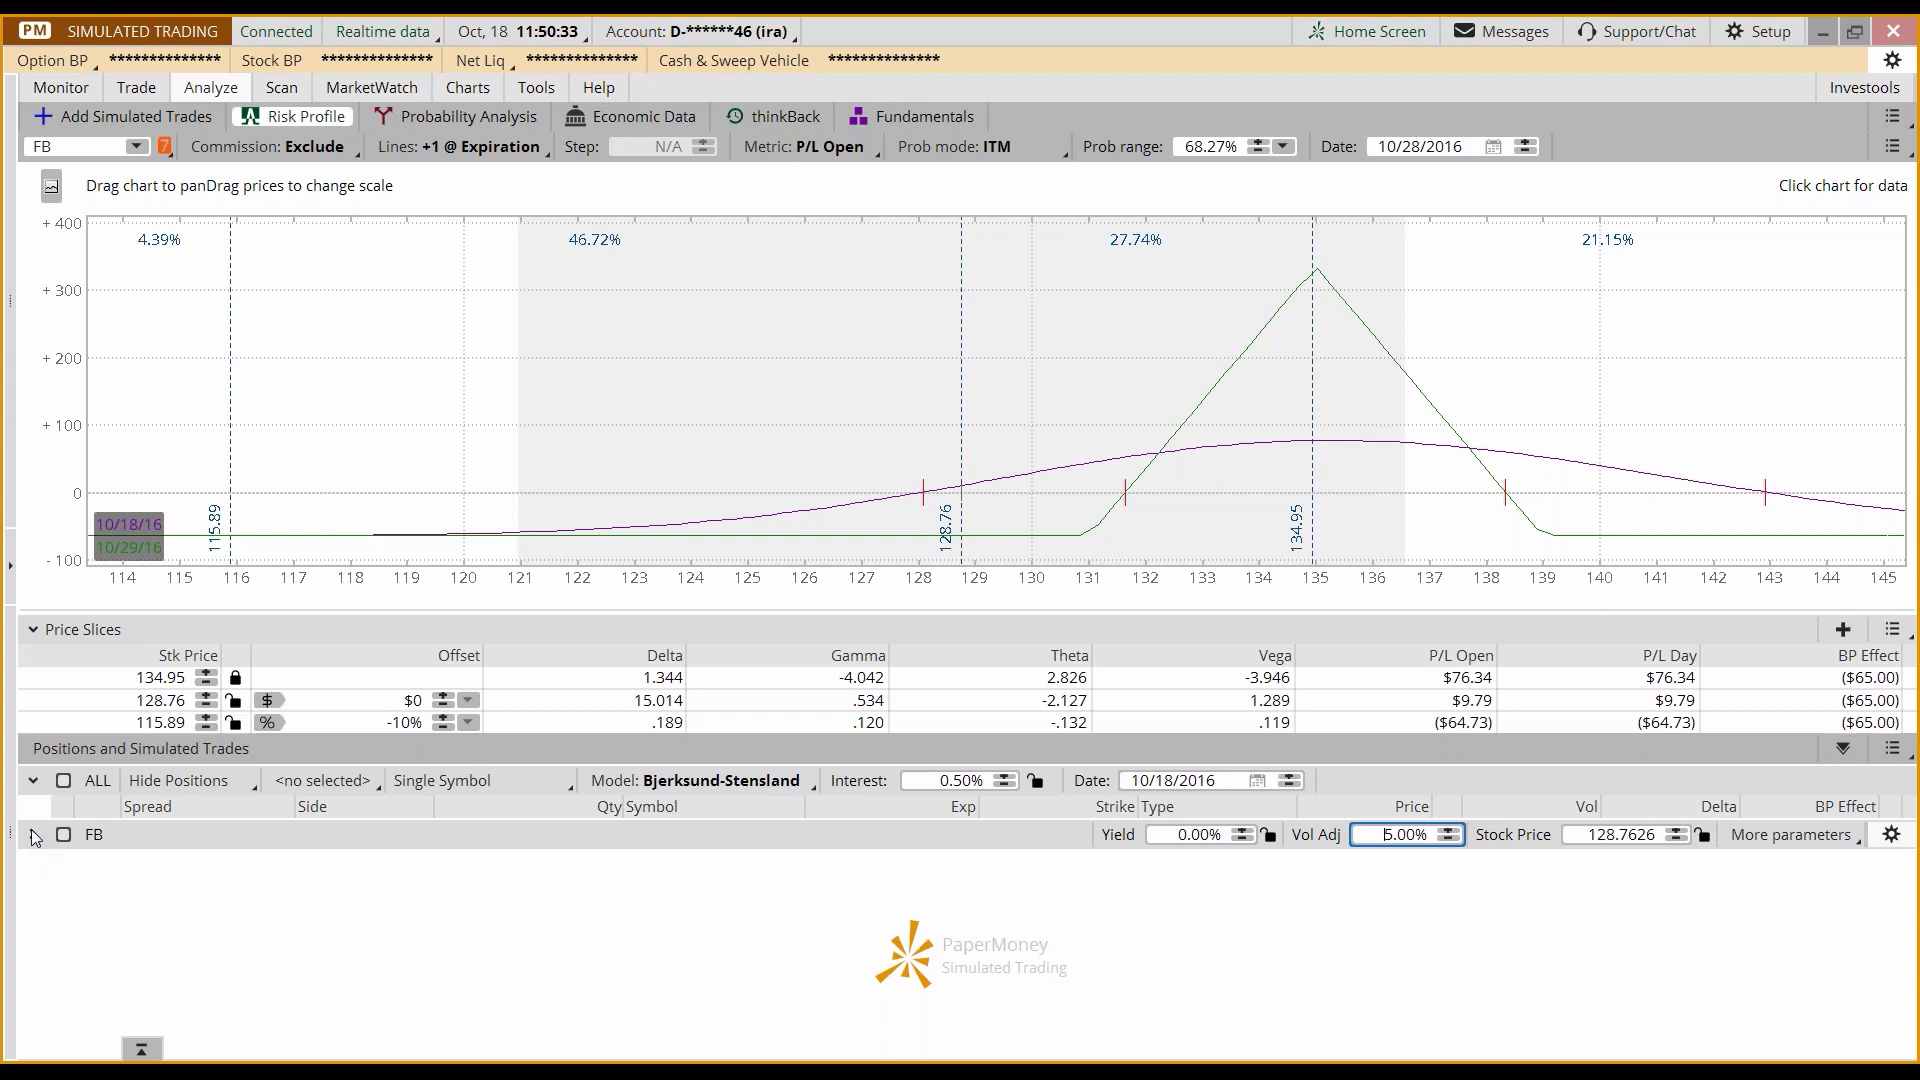 PM SIMULATED TRADING Connected Realtime data Oct, 18 11:50:33 Account: D-******46 (ira) Home Screen Messages Support/Chat Setup
Option BP ************** Stock BP ************** Net Liq ************** Cash & Sweep Vehicle **************
Monitor Trade Analyze Scan MarketWatch Charts Tools Help Investools
Add Simulated Trades Risk Profile Probability Analysis Economic Data thinkBack Fundamentals
FB 7 Commission: Exclude Lines: +1 @ Expiration Step: N/A Metric: P/L Open Prob mode: ITM Prob range: 68.27% Date: 10/28/2016
Drag chart to panDrag prices to change scale Click chart for data
+ 400
4.39% 46.72% 27.74% 21.15%
+ 300
+ 200
+ 100
0
115.89 128.76 134.95
10/18/16
10/29/16
- 100
114 115 116 117 118 119 120 121 122 123 124 125 126 127 128 129 130 131 132 133 134 135 136 137 138 139 140 141 142 143 144 145
Price Slices
Stk Price Offset Delta Gamma Theta Vega P/L Open P/L Day BP Effect
134.95 1.344 -4.042 2.826 -3.946 $76.34 $76.34 ($65.00)
128.76 $ $0 15.014 .534 -2.127 1.289 $9.79 $9.79 ($65.00)
115.89 % -10% .189 .120 -.132 .119 ($64.73) ($64.73) ($65.00)
Positions and Simulated Trades
ALL Hide Positions <no selected> Single Symbol Model: Bjerksund-Stensland Interest: 0.50% Date: 10/18/2016
Spread Side Qty Symbol Exp Strike Type Price Vol Delta BP Effect
FB Yield 0.00% Vol Adj 5.00% Stock Price 128.7626 More parameters
PaperMoney
Simulated Trading